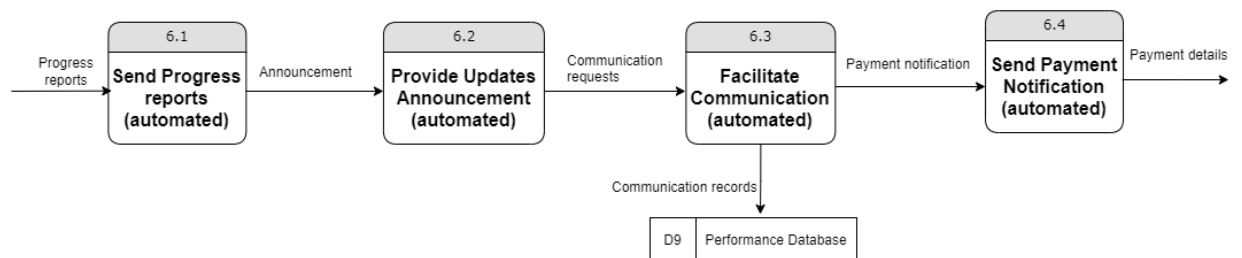 6.1
Send Progress
reports
(automated)
6.2
Provide Updates
Announcement
(automated)
6.3
Facilitate
Communication
(automated)
6.4
Send Payment
Notification
(automated)
Progress
reports
Announcement
Communication
requests
Payment notification
Payment details
Communication records
D9
Performance Database